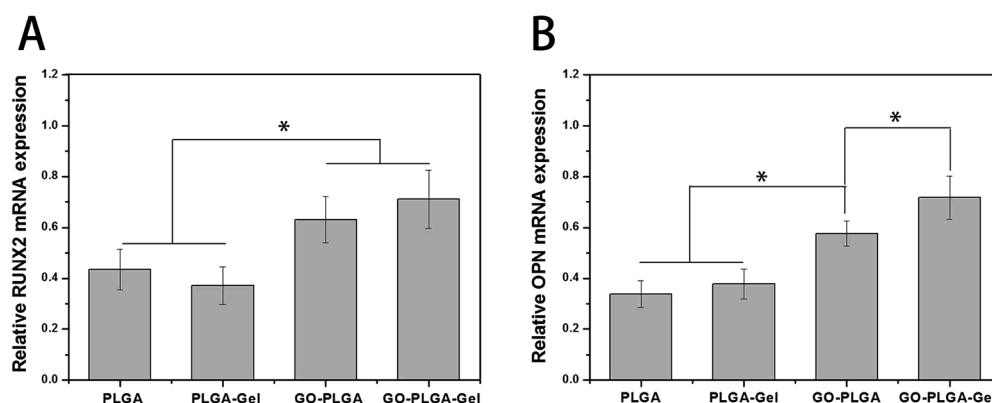 A
Relative RUNX2 mRNA expression
1.2
1.0
0.8
0.6
0.4
0.2
0.0
*
PLGA PLGA-Gel GO-PLGA GO-PLGA-Gel
B
Relative OPN mRNA expression
1.2
1.0
0.8
0.6
0.4
0.2
0.0
*
*
PLGA PLGA-Gel GO-PLGA GO-PLGA-Gel